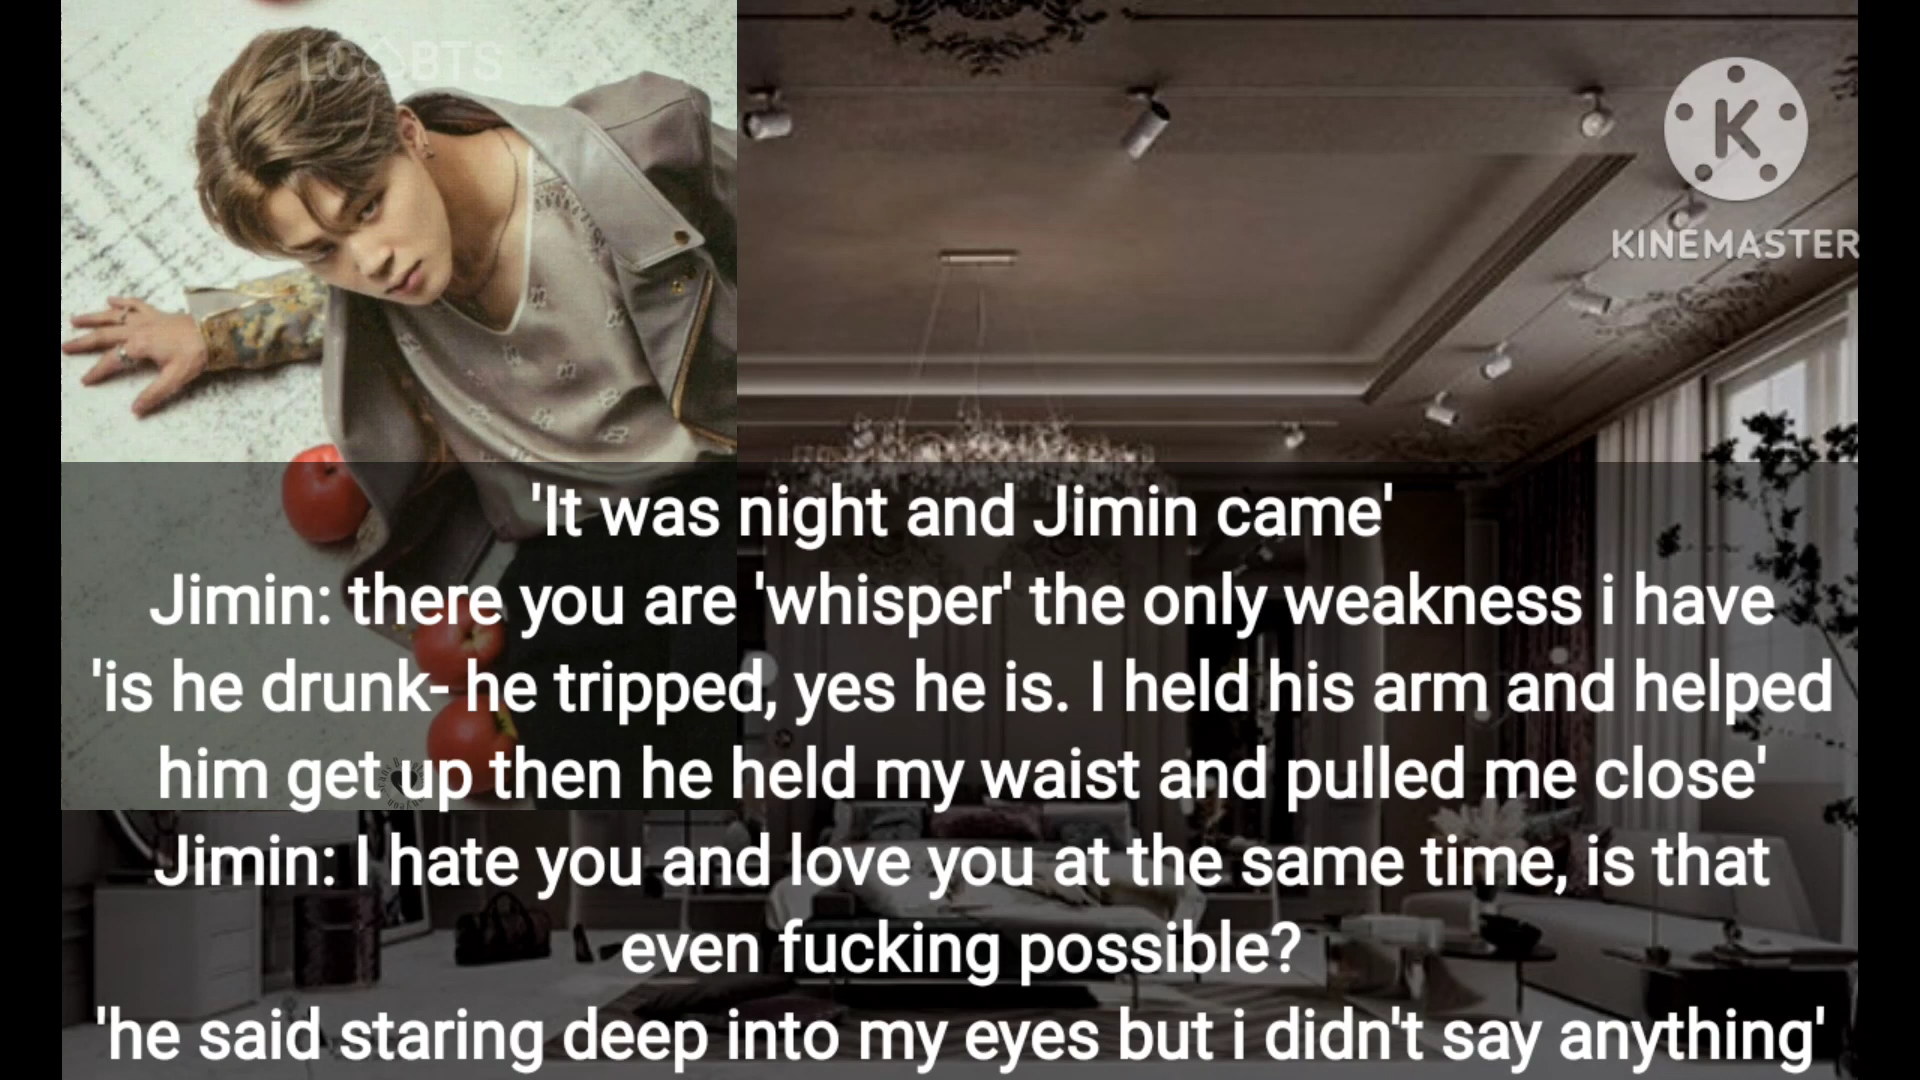 LC BTS
K
KINEMASTER
'It was night and Jimin came'
Jimin: there you are 'whisper' the only weakness i have
'is he drunk- he tripped, yes he is. I held his arm and helped
him get up then he held my waist and pulled me close'
Jimin: I hate you and love you at the same time, is that
even fucking possible?
'he said staring deep into my eyes but i didn't say anything'